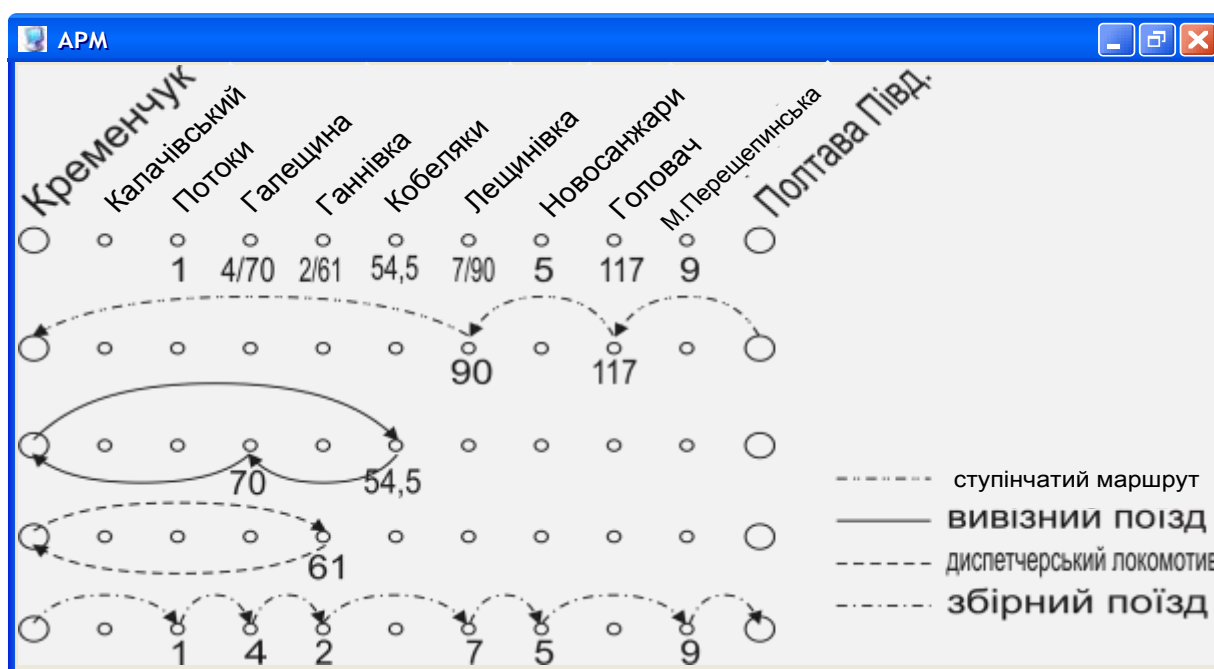 АРМ
Кременчук
Калачівський
Потоки
Галещина
Ганнівка
Кобеляки
Лещинівка
Новосанжари
Головач
М.Перещепинська
Полтава Півд.
1 4/70 2/61 54,5 7/90 5 117 9
90 117
70 54,5
ступінчатий маршрут
вивізний поїзд
61
диспетчерський локомотив
збірний поїзд
1 4 2 7 5 9